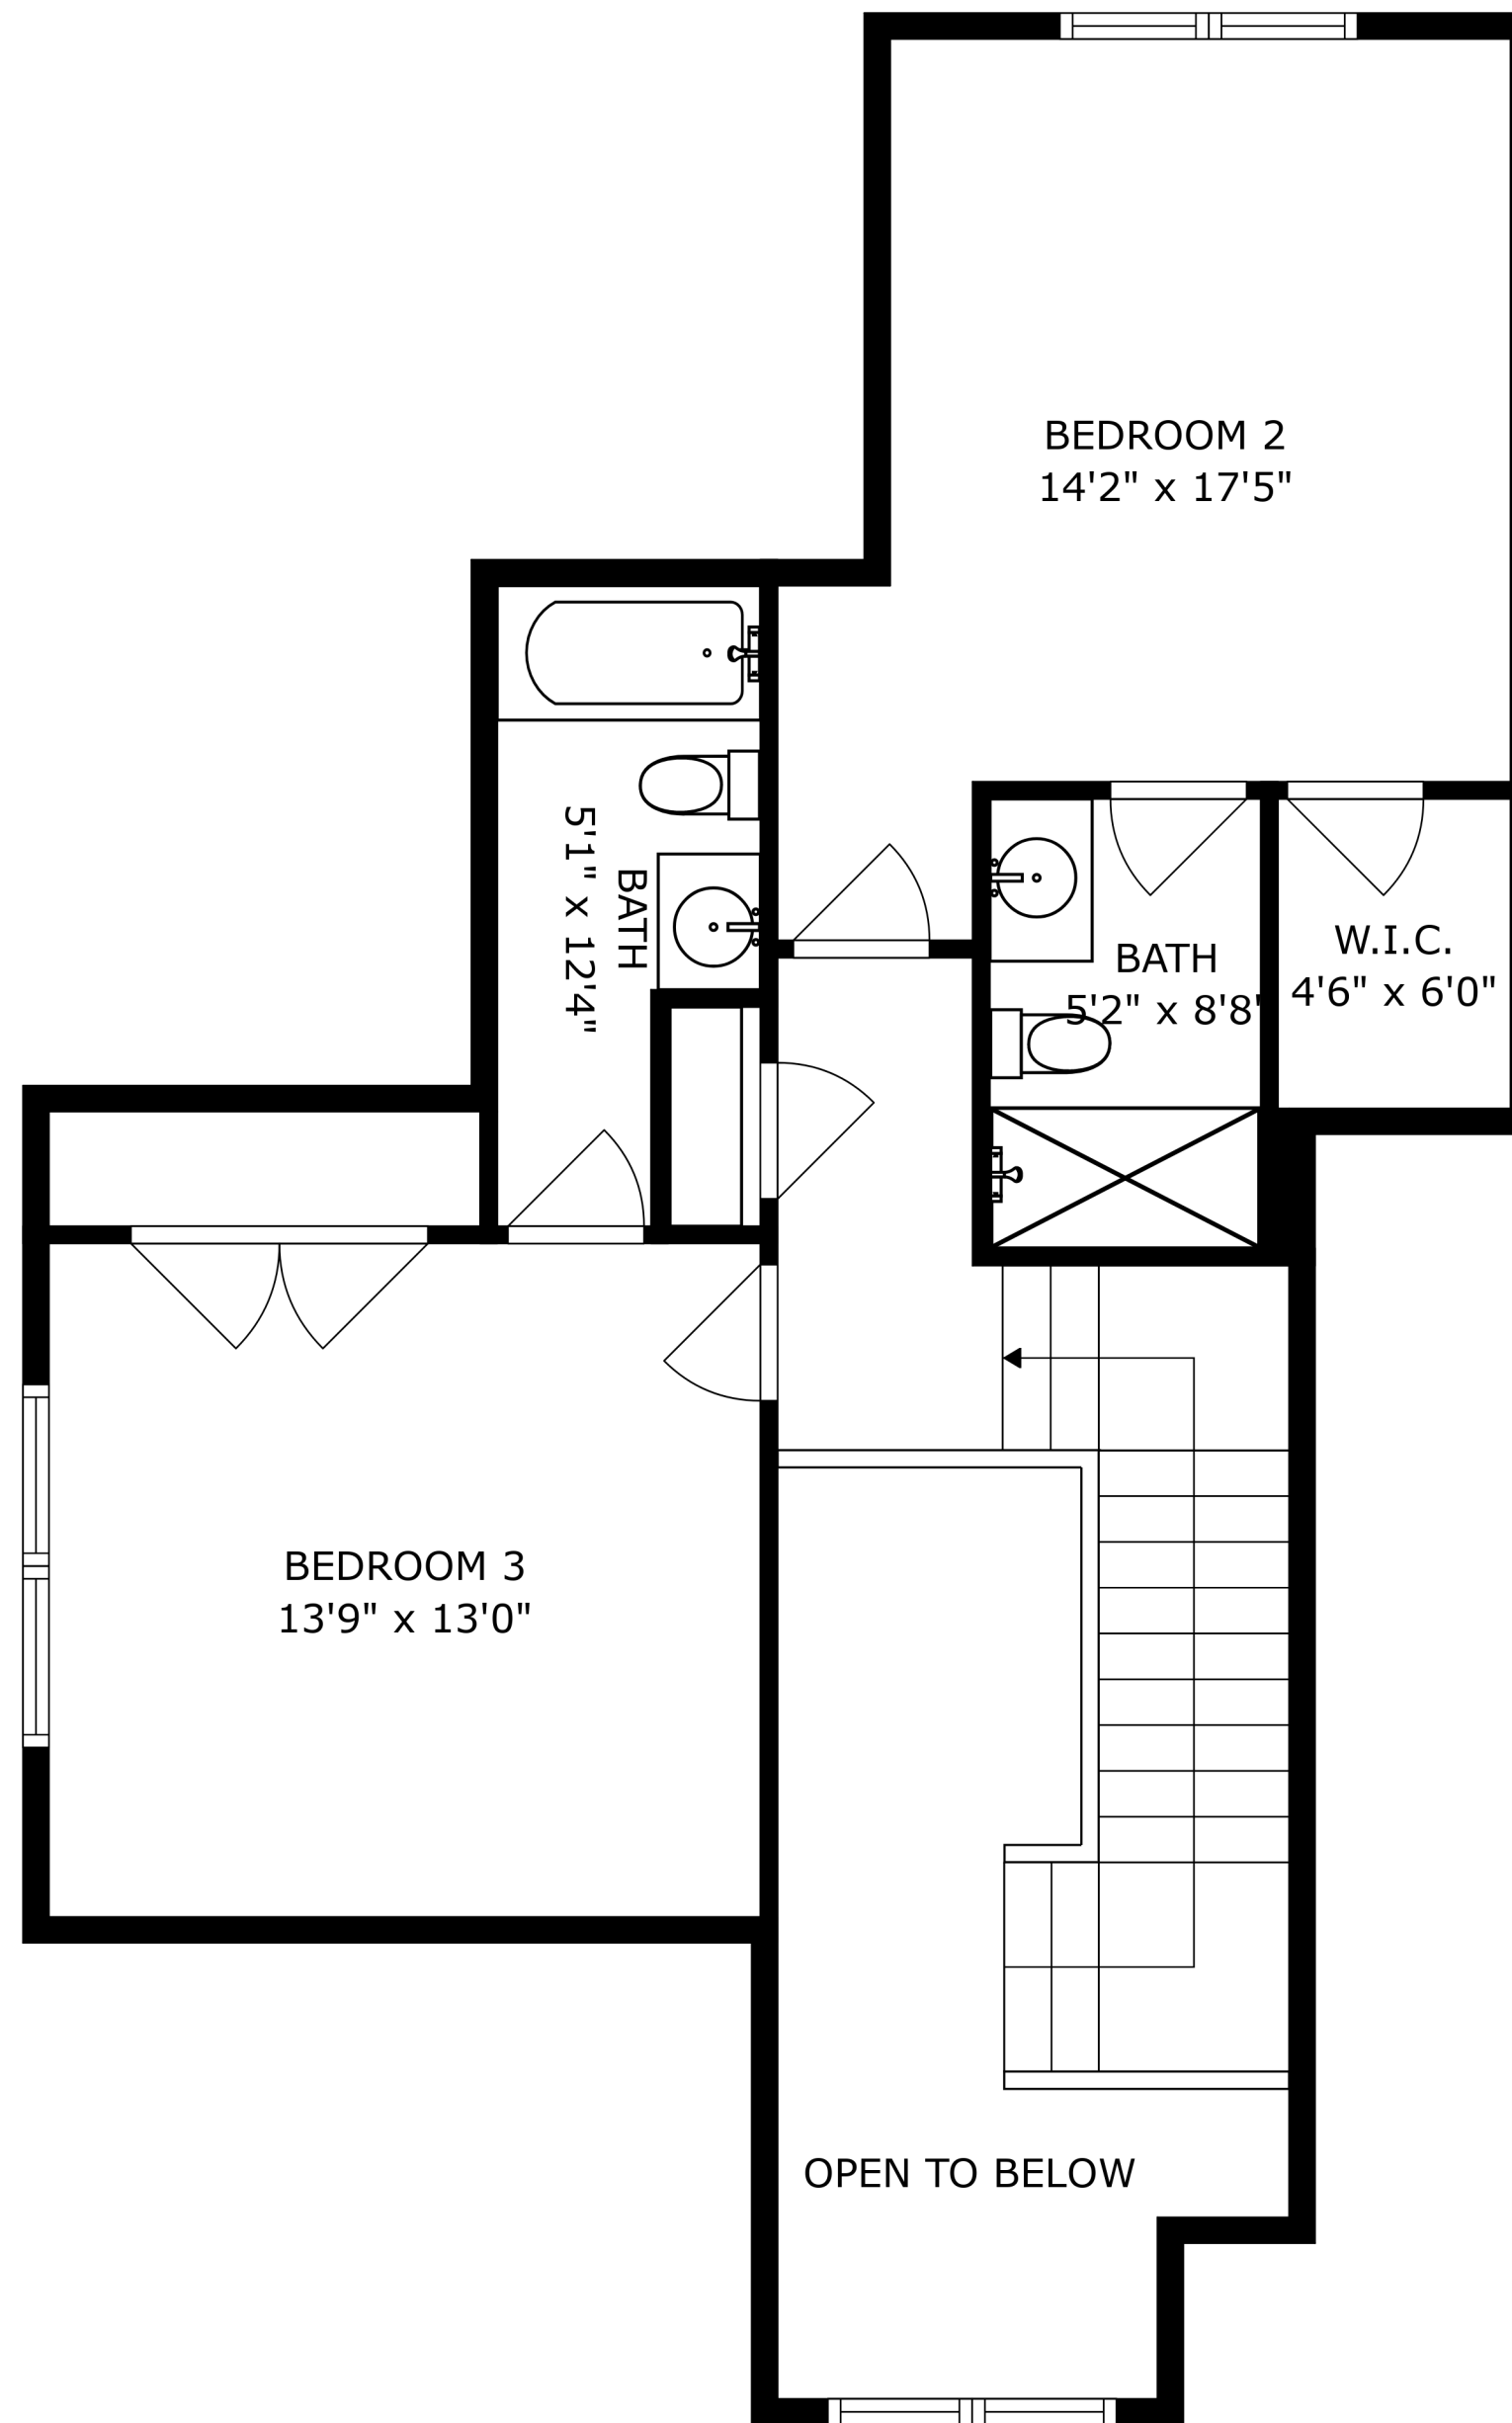 BEDROOM 2
14'2" x 17'5"
BATH
5'1" x 12'4"
BATH
5'2" x 8'8"
W.I.C.
4'6" x 6'0"
BEDROOM 3
13'9" x 13'0"
OPEN TO BELOW